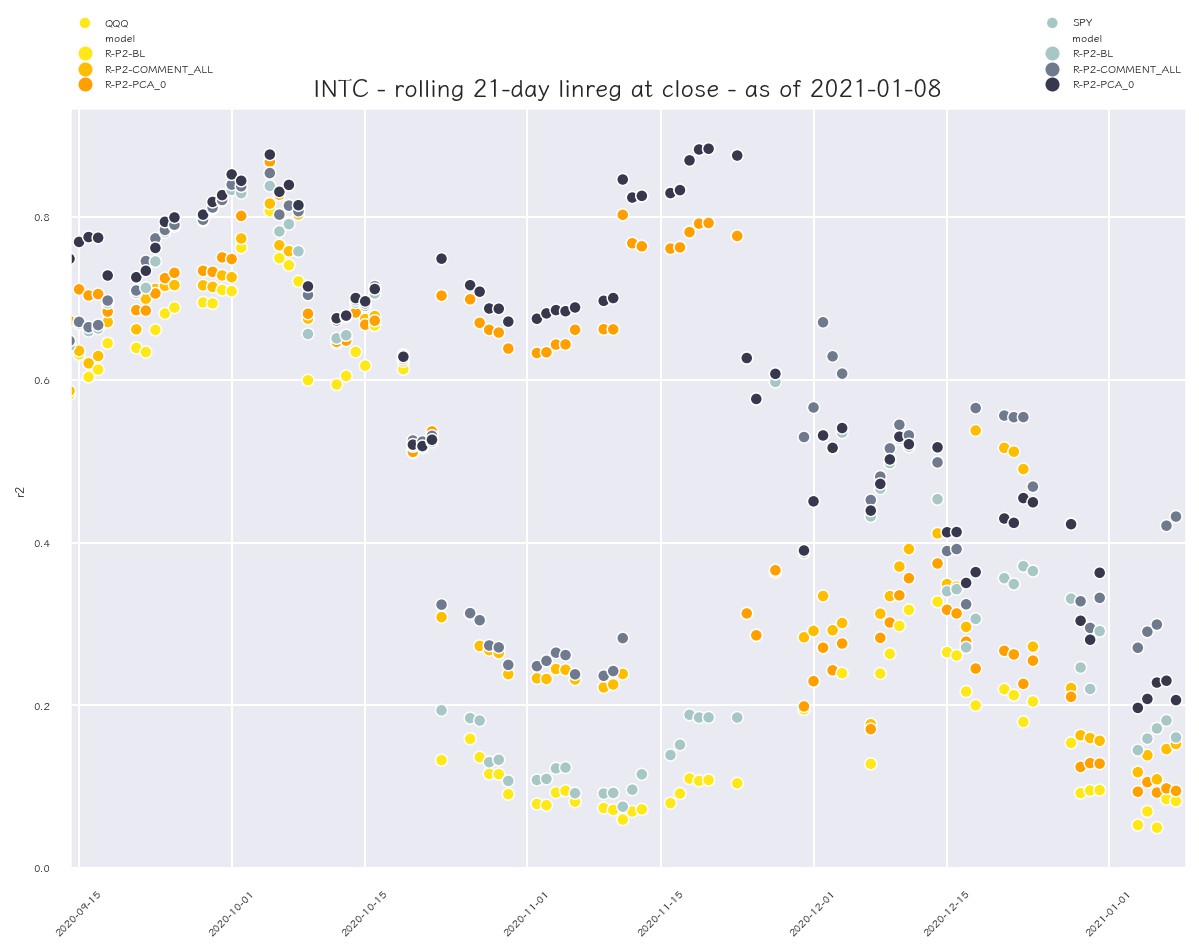 QQQ
model
R-P2-BL
R-P2-COMMENT_ALL
R-P2-PCA_0
SPY
model
R-P2-BL
R-P2-COMMENT_ALL
R-P2-PCA_0
INTC - rolling 21-day linreg at close - as of 2021-01-08
r2
0.8
0.6
0.4
0.2
0.0
2020-09-15
2020-10-01
2020-10-15
2020-11-01
2020-11-15
2020-12-01
2020-12-15
2021-01-01